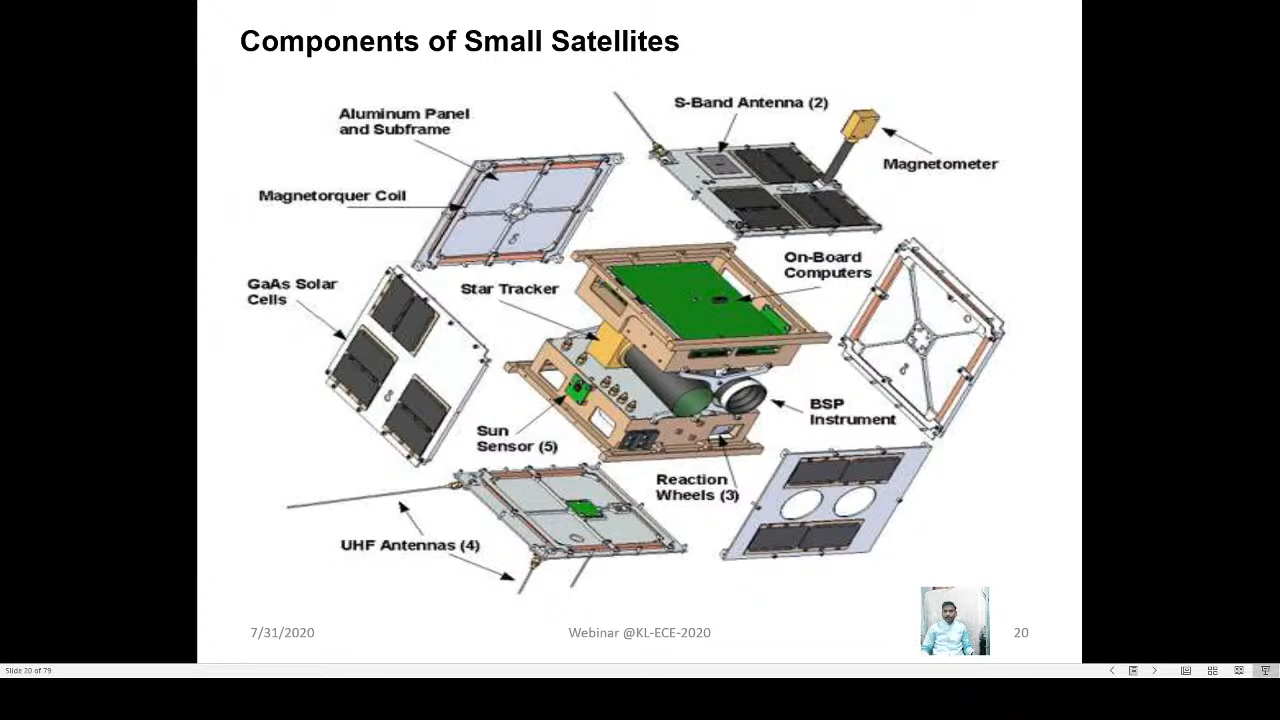 Components of Small Satellites
S-Band Antenna (2)
Aluminum Panel
and Subframe
Magnetometer
Magnetorquer Coil
On-Board
Computers
GaAs Solar
Cells
Star Tracker
BSP
Instrument
Sun
Sensor (5)
Reaction
Wheels (3)
UHF Antennas (4)
7/31/2020
Webinar @KL-ECE-2020
20
Slide 20 of 79